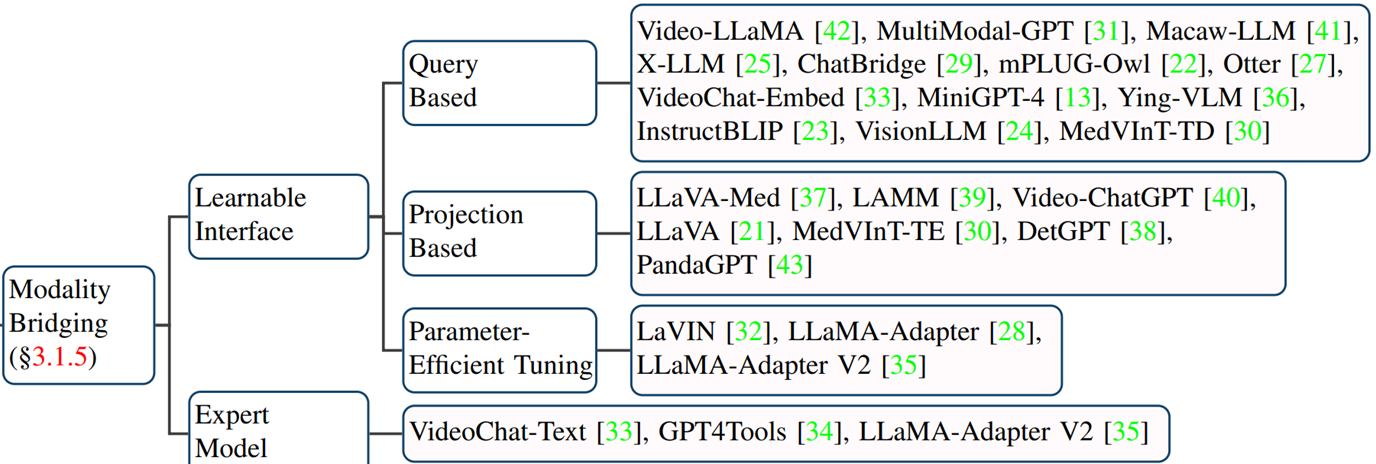 Modality
Bridging
(§3.1.5)
Learnable
Interface
Query
Based
Video-LLaMA [42], MultiModal-GPT [31], Macaw-LLM [41],
X-LLM [25], ChatBridge [29], mPLUG-Owl [22], Otter [27],
VideoChat-Embed [33], MiniGPT-4 [13], Ying-VLM [36],
InstructBLIP [23], VisionLLM [24], MedVInT-TD [30]
Projection
Based
LLaVA-Med [37], LAMM [39], Video-ChatGPT [40],
LLaVA [21], MedVInT-TE [30], DetGPT [38],
PandaGPT [43]
Parameter-
Efficient Tuning
LaVIN [32], LLaMA-Adapter [28],
LLaMA-Adapter V2 [35]
Expert
Model
VideoChat-Text [33], GPT4Tools [34], LLaMA-Adapter V2 [35]